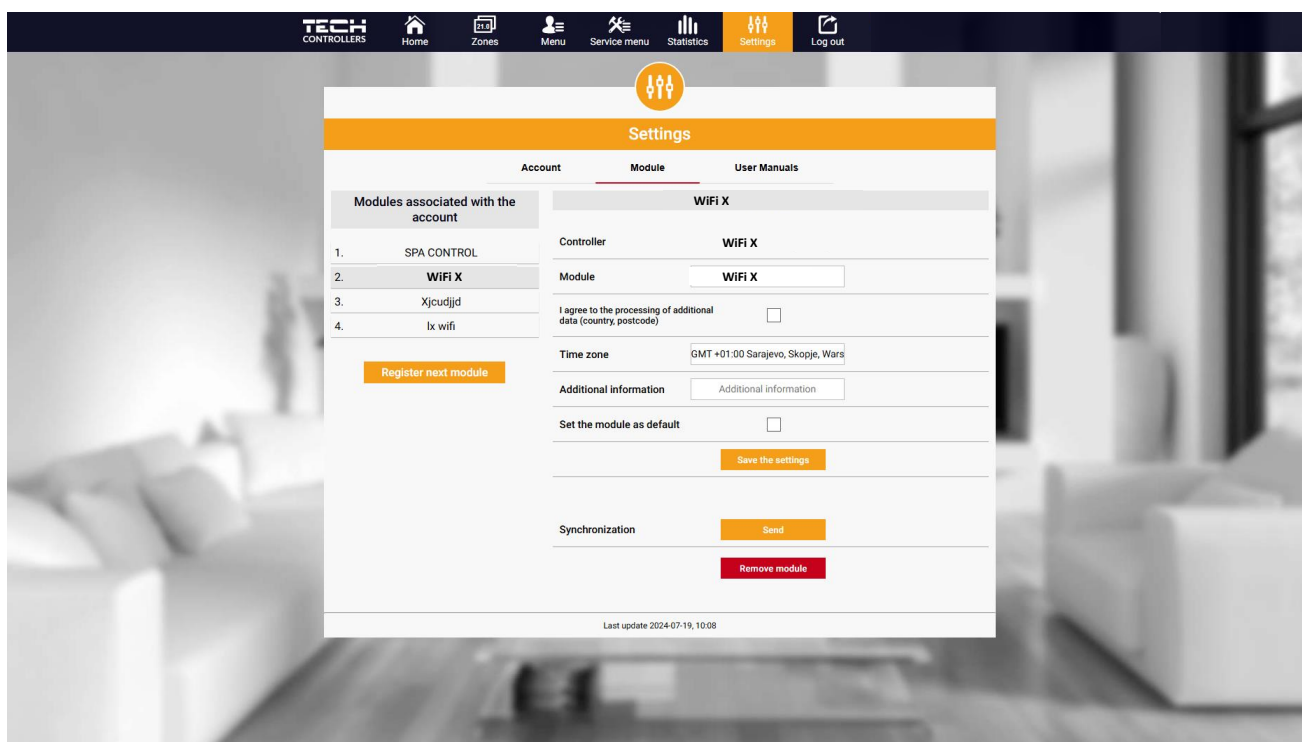 TECH
CONTROLLERS
Home
21.0
Zones
Menu
Service menu
Statistics
Settings
Log out
Settings
Account
Module
User Manuals
Modules associated with the
account
1. SPA CONTROL
2. WiFi X
3. Xjcudjjd
4. Ix wifi
Register next module
WiFi X
Controller WiFi X
Module WiFi X
I agree to the processing of additional
data (country, postcode)
Time zone GMT +01:00 Sarajevo, Skopje, Wars
Additional information Additional information
Set the module as default
Save the settings
Synchronization Send
Remove module
Last update 2024-07-19, 10:08